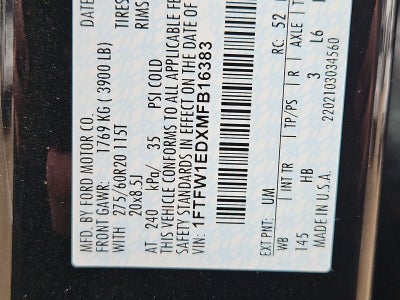 MFD. BY FORD MOTOR CO.
DATE
FRONT GAWR: 1769 KG ( 3900 LB)
WITH 275/60R20 115T
TIRES
20x8.5J
RIMS
AT 240 kPa/ 35 PSI COLD
THIS VEHICLE CONFORMS TO ALL APPLICABLE FE
SAFETY STANDARDS IN EFFECT ON THE DATE OF
VIN: 1FTFW1EDXMFB16383
EXT PNT: UM
RC: 52
WB INT TR TP/PS R AXLE
145 HB 3 L6
MADE IN U.S.A.
2202103034560